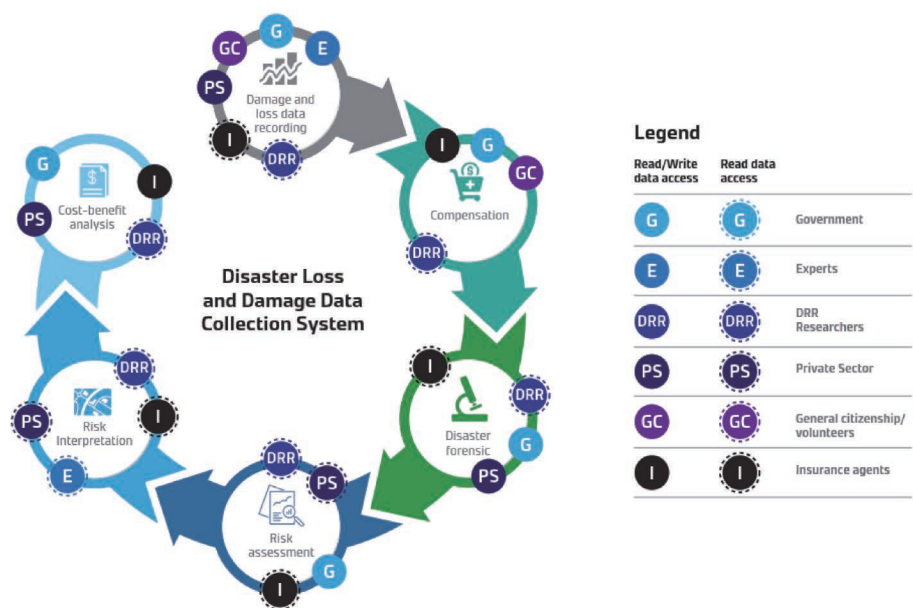 GC
G
E
PS
Damage and
loss data
recording
I
DRR
I
G
GC
Compensation
DRR
I
DRR
Disaster
forensic
G
PS
DRR
PS
Risk
assessment
G
I
DRR
PS
Risk
Interpretation
I
E
G
I
Cost-benefit
analysis
PS
DRR
Disaster Loss
and Damage Data
Collection System
Legend
Read/Write
data access
Read data
access
G G Government
E E Experts
DRR DRR DRR
Researchers
PS PS Private Sector
GC GC General citizenship/
volunteers
I I Insurance agents